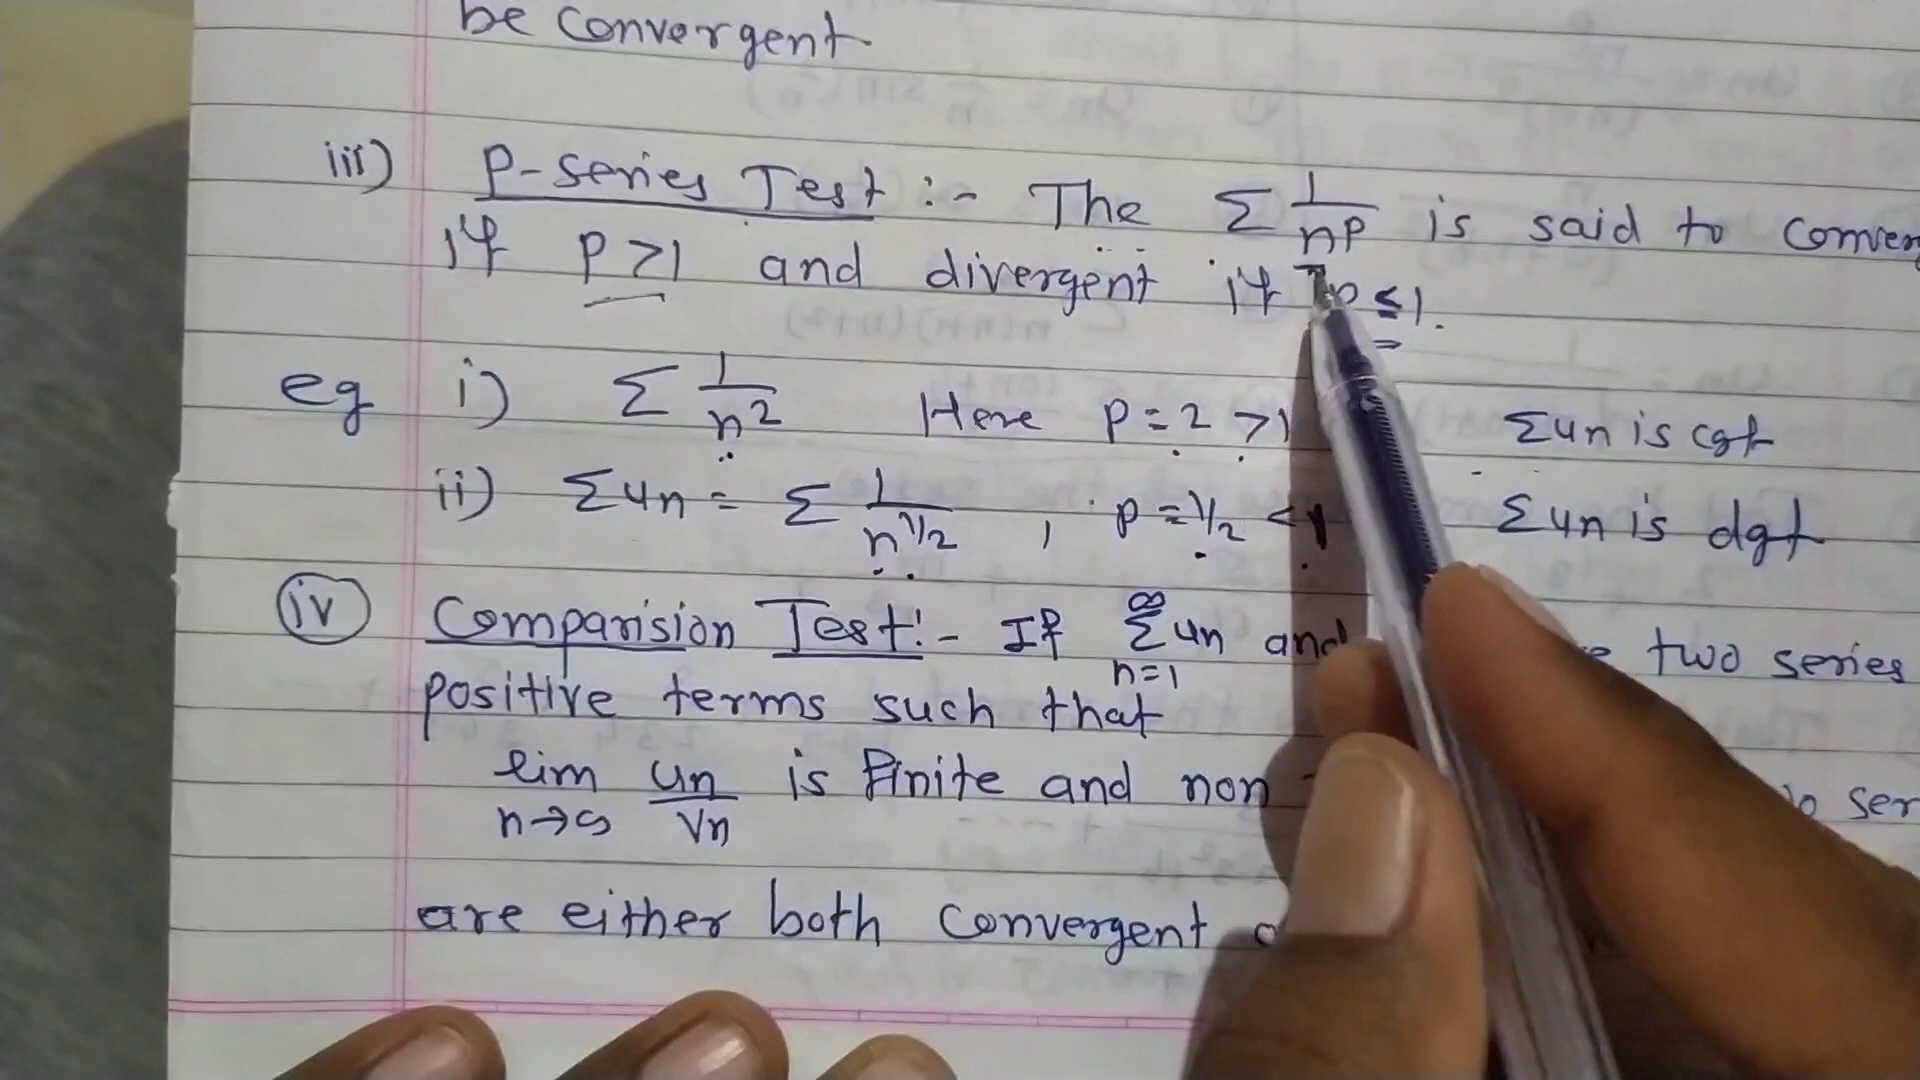 be convergent.
iii) P-series Test :- The Σ 1/n^p is said to
if p>1 and divergent if p ≤ 1.
eg i) Σ 1/n^2 Here p = 2 >1 Σun is cgt
ii) Σun = Σ 1/n^1/2 , p = 1/2 <1 Σun is dgt
iv Comparision Test:- If ∞Σn=1 un and two series
positive terms such that
lim n→∞ un/vn is finite and non
are either both convergent